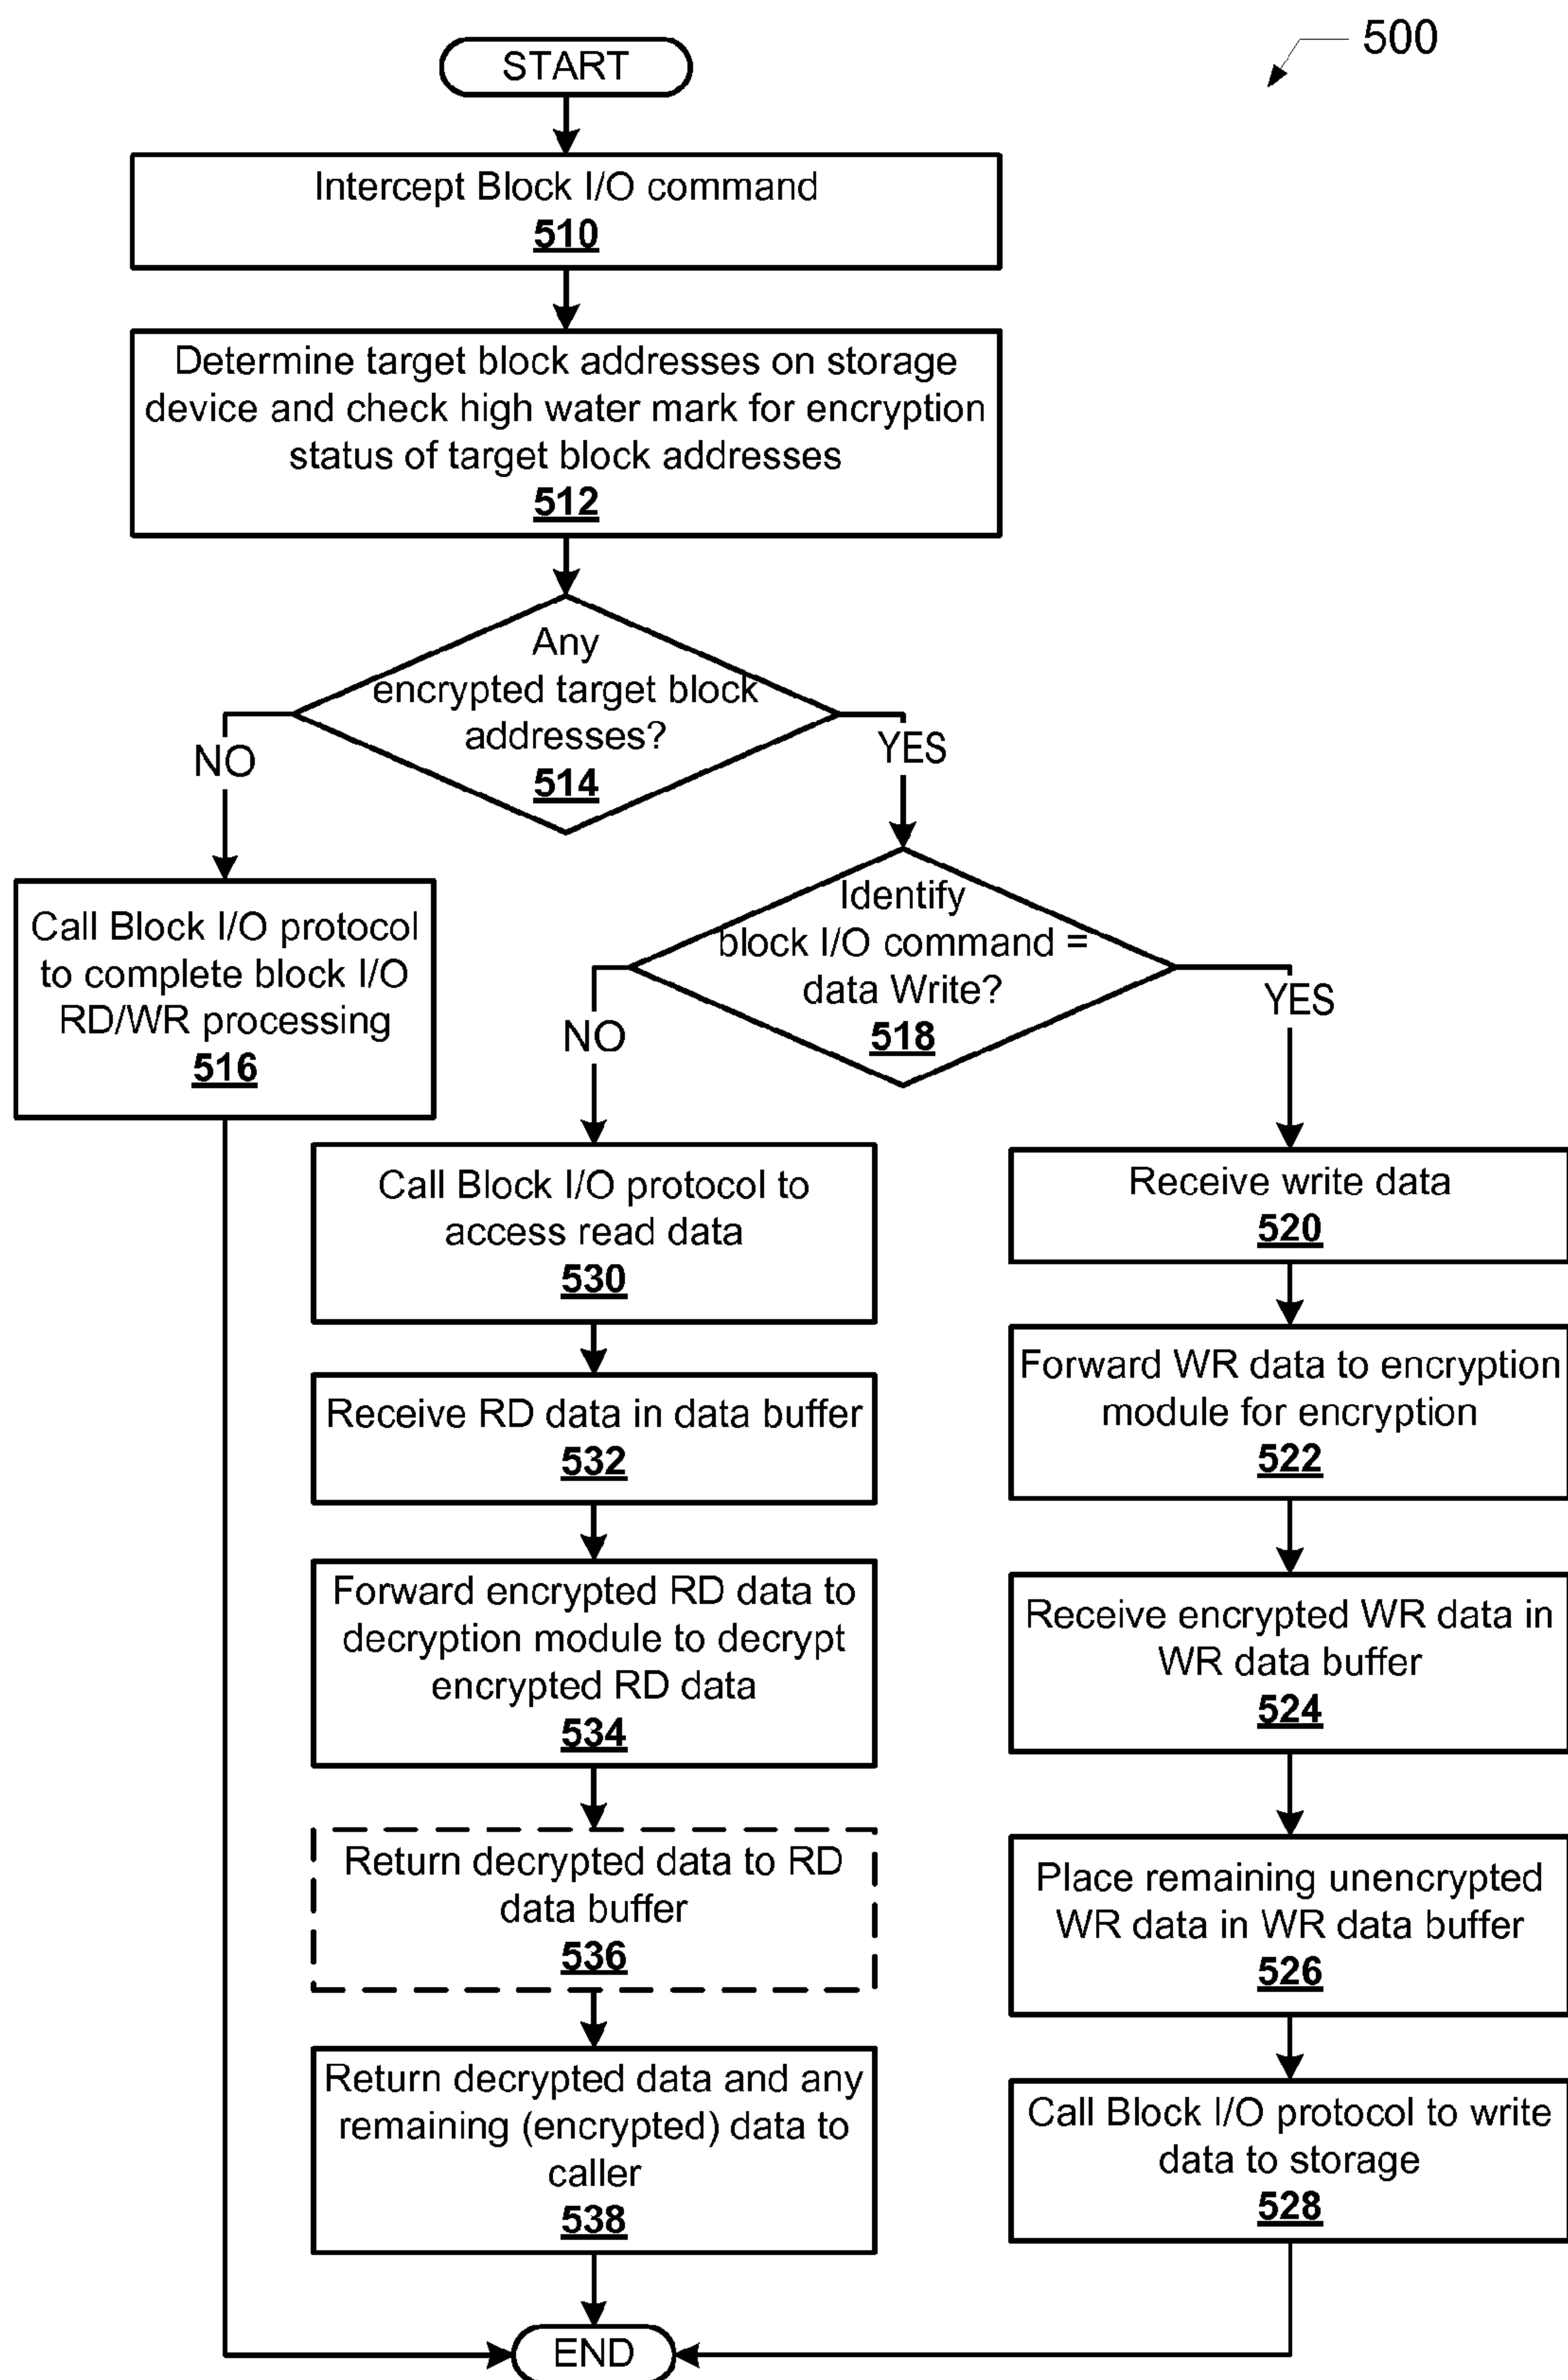 500
START
Intercept Block I/O command
510
Determine target block addresses on storage
device and check high water mark for encryption
status of target block addresses
512
Any
encrypted target block
addresses?
514
NO
YES
Call Block I/O protocol
to complete block I/O
RD/WR processing
516
Identify
block I/O command =
data Write?
518
NO
YES
Call Block I/O protocol to
access read data
530
Receive RD data in data buffer
532
Forward encrypted RD data to
decryption module to decrypt
encrypted RD data
534
Return decrypted data to RD
data buffer
536
Return decrypted data and any
remaining (encrypted) data to
caller
538
Receive write data
520
Forward WR data to encryption
module for encryption
522
Receive encrypted WR data in
WR data buffer
524
Place remaining unencrypted
WR data in WR data buffer
526
Call Block I/O protocol to write
data to storage
528
END